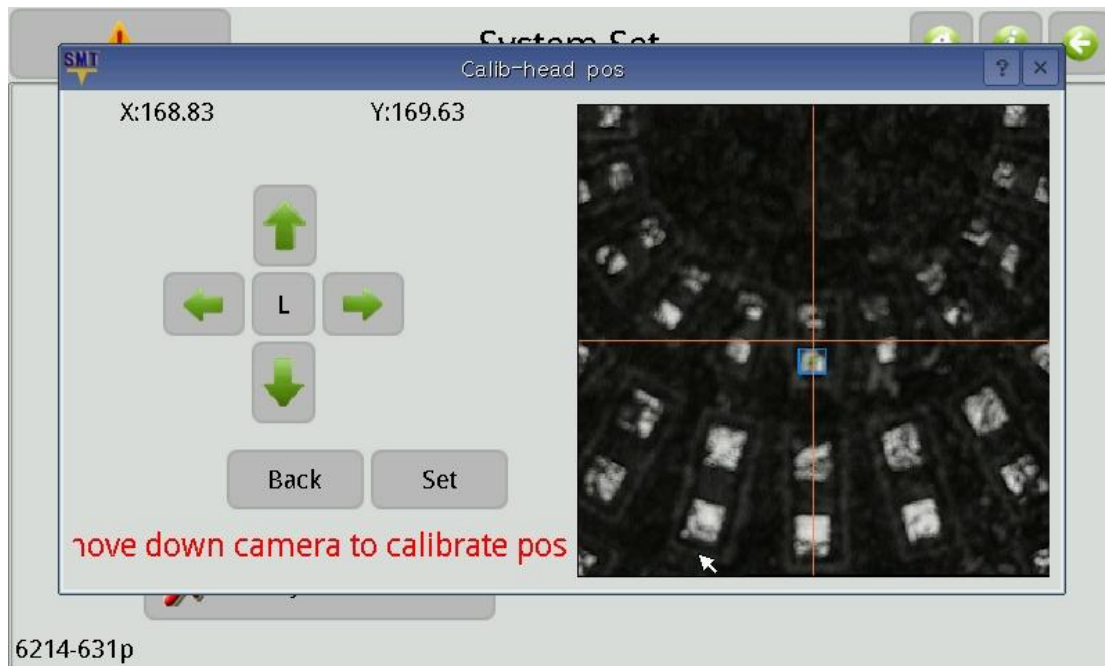 System Set
SMT
Calib-head pos
X:168.83 Y:169.63
L
Back Set
move down camera to calibrate pos
6214-631p